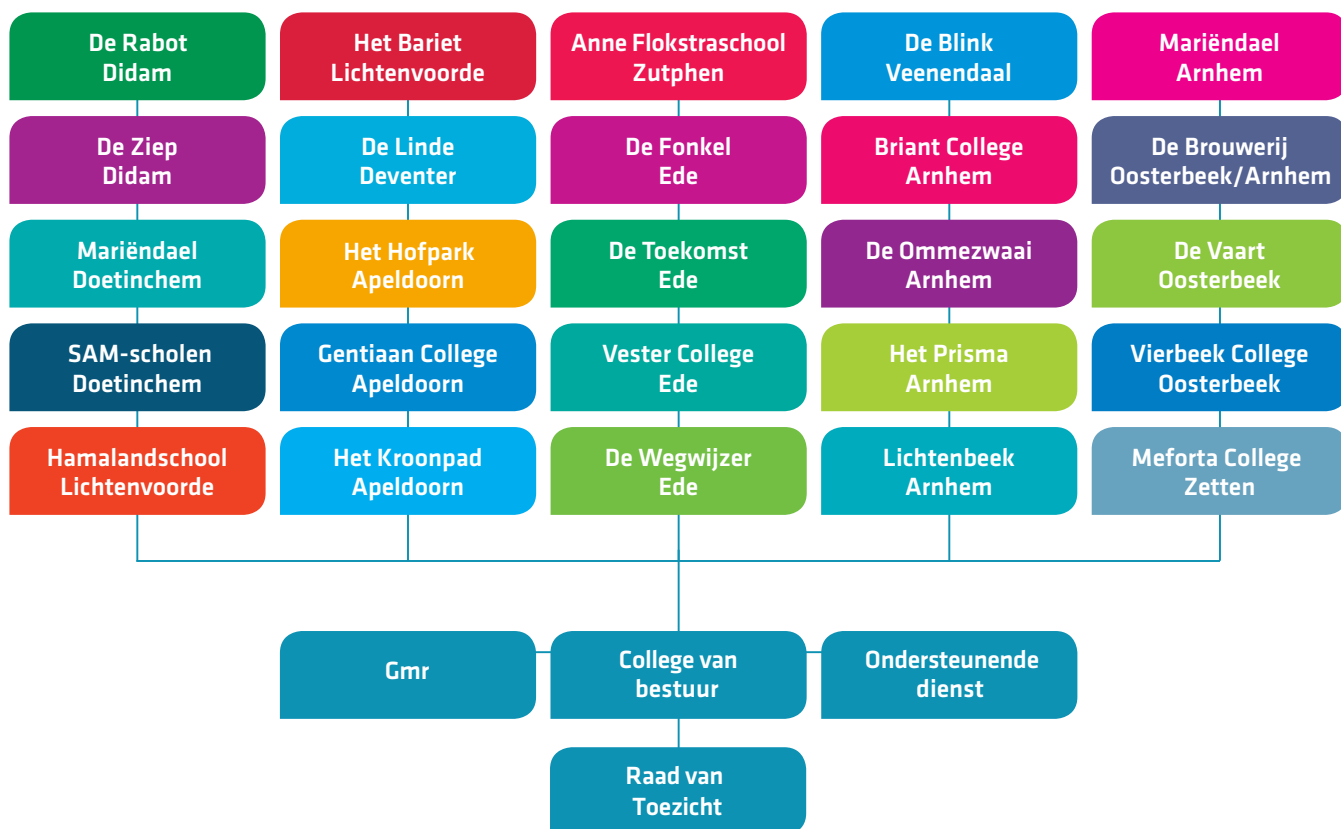 De Rabot
Didam
Het Bariet
Lichtenvoorde
Anne Flokstraschool
Zutphen
De Blink
Veenendaal
Mariëndael
Arnhem
De Ziep
Didam
De Linde
Deventer
De Fonkel
Ede
Briant College
Arnhem
De Brouwerij
Oosterbeek/Arnhem
Mariëndael
Doetinchem
Het Hofpark
Apeldoorn
De Toekomst
Ede
De Ommezwaai
Arnhem
De Vaart
Oosterbeek
SAM-scholen
Doetinchem
Gentiaan College
Apeldoorn
Vester College
Ede
Het Prisma
Arnhem
Vierbeek College
Oosterbeek
Hamalandschool
Lichtenvoorde
Het Kroonpad
Apeldoorn
De Wegwijzer
Ede
Lichtenbeek
Arnhem
Meforta College
Zetten
Gmr
College van
bestuur
Ondersteunende
dienst
Raad van
Toezicht